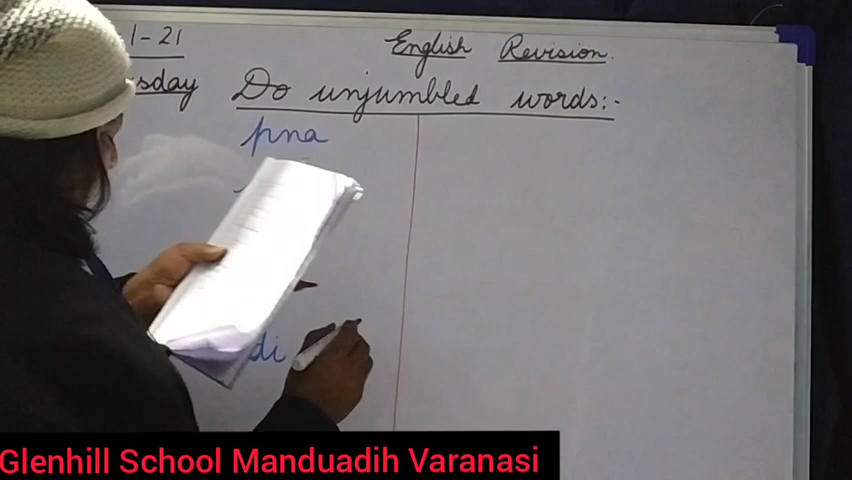 1-21 English Revision.
sday Do unjumbled words:-
pna
di
Glenhill School Manduadih Varanasi